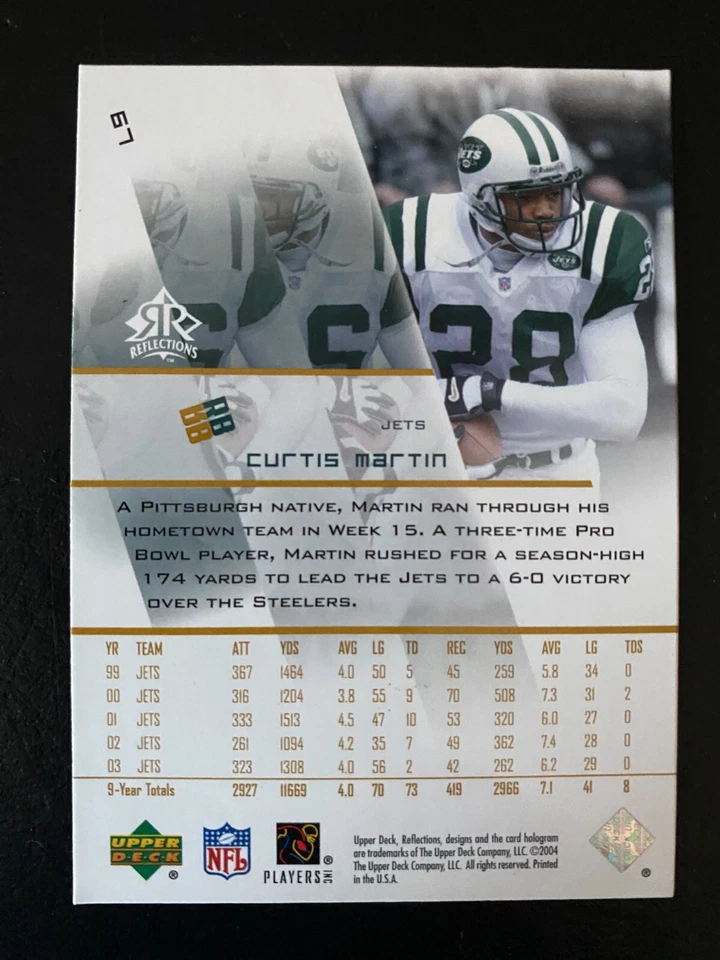 67
JETS
JETS
28
28
RR
REFLECTIONS™
RB
RB
JETS
CURTIS MARTIN
A Pittsburgh native, Martin ran through his
hometown team in Week 15. A three-time Pro
Bowl player, Martin rushed for a season-high
174 yards to lead the Jets to a 6-0 victory
over the Steelers.
YR TEAM ATT YDS AVG LG TD REC YDS AVG LG TDS
99 JETS 367 1464 4.0 50 5 45 259 5.8 34 0
00 JETS 316 1204 3.8 55 9 70 508 7.3 31 2
01 JETS 333 1513 4.5 47 10 53 320 6.0 27 0
02 JETS 261 1094 4.2 35 7 49 362 7.4 28 0
03 JETS 323 1308 4.0 56 2 42 262 6.2 29 0
9-Year Totals 2927 11669 4.0 70 73 419 2966 7.1 41 8
UPPER
DECK ®
NFL
PLAYERS INC ®
Upper Deck, Reflections, designs and the card hologram
are trademarks of The Upper Deck Company, LLC. ©2004
The Upper Deck Company, LLC. All rights reserved. Printed
in the U.S.A.
®